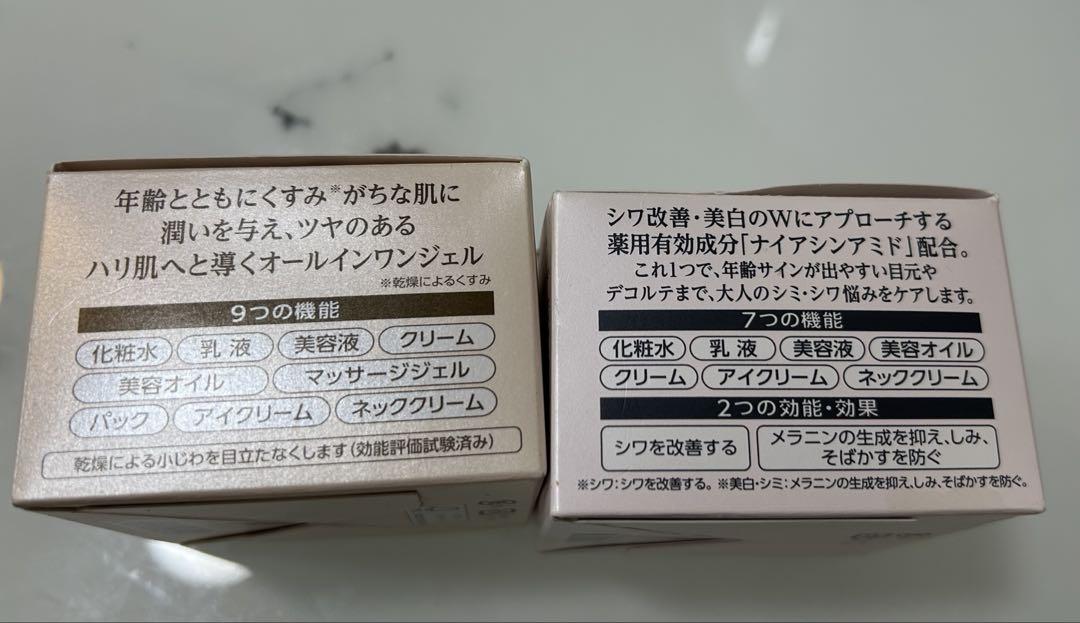 年齢とともにくすみ※がちな肌に
潤いを与え、ツヤのある
ハリ肌へと導くオールインワンジェル
※乾燥によるくすみ
9つの機能
化粧水 乳液 美容液 クリーム
美容オイル マッサージジェル
パック アイクリーム ネッククリーム
乾燥による小じわを目立たなくします(効能評価試験済み)
シワ改善・美白のWにアプローチする
薬用有効成分「ナイアシンアミド」配合。
これ1つで、年齢サインが出やすい目元や
デコルテまで、大人のシミ・シワ悩みをケアします。
7つの機能
化粧水 乳液 美容液 美容オイル
クリーム アイクリーム ネッククリーム
2つの効能・効果
シワを改善する
メラニンの生成を抑え、しみ、
そばかすを防ぐ
※シワ:シワを改善する。※美白・シミ:メラニンの生成を抑え、しみ、そばかすを防ぐ。